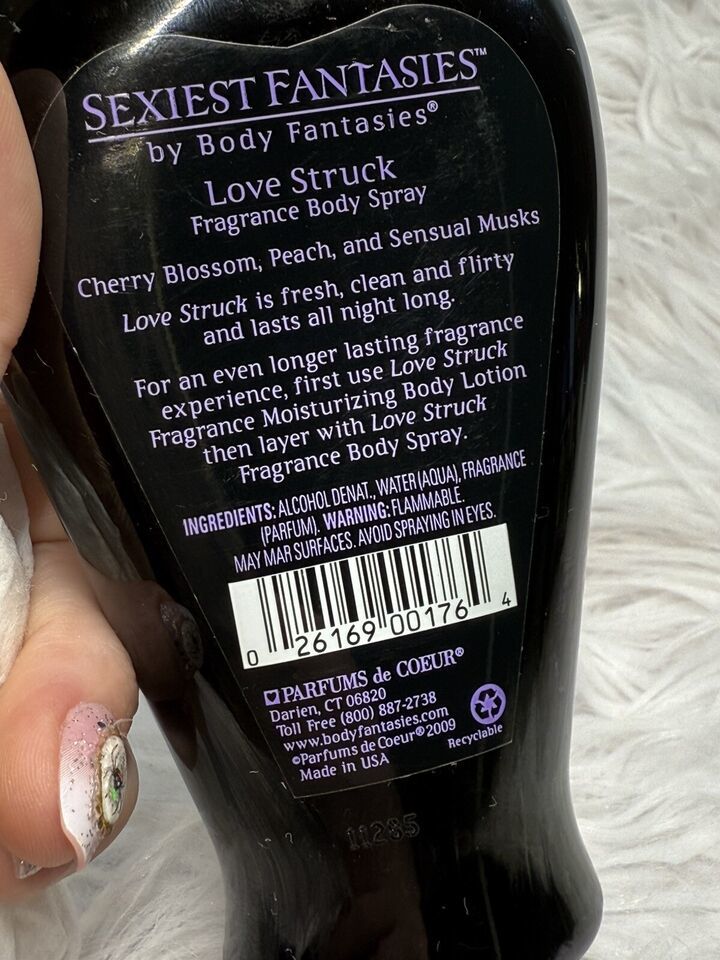 SEXIEST FANTASIES™
by Body Fantasies®
Love Struck
Fragrance Body Spray
Cherry Blossom, Peach, and Sensual Musks
Love Struck is fresh, clean and flirty
and lasts all night long.
For an even longer lasting fragrance
experience, first use Love Struck
Fragrance Moisturizing Body Lotion
then layer with Love Struck
Fragrance Body Spray.
INGREDIENTS: ALCOHOL DENAT., WATER (AQUA), FRAGRANCE
(PARFUM). WARNING: FLAMMABLE.
MAY MAR SURFACES. AVOID SPRAYING IN EYES.
0 26169 00176 4
PARFUMS de COEUR®
Darien, CT 06820
Toll Free (800) 887-2738
www.bodyfantasies.com
©Parfums de Coeur® 2009
Made in USA
Recyclable
11285